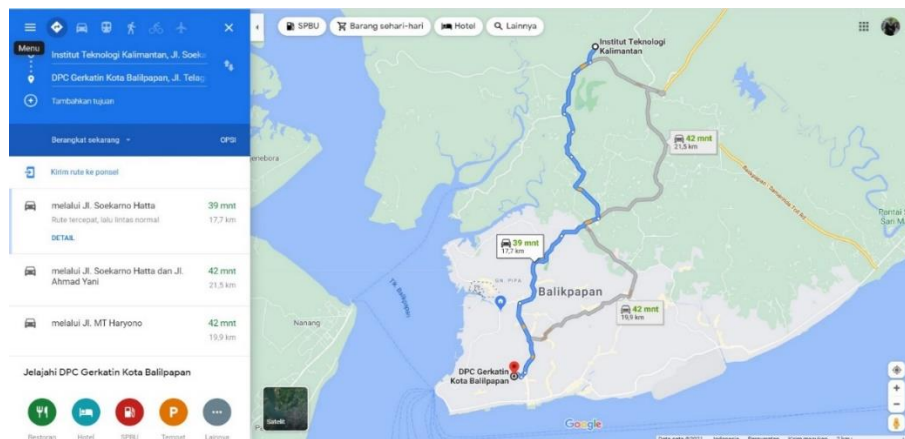 Menu
Institut Teknologi Kalimantan, Jl. Soeka
DPC Gerkatin Kota Balilpapan, Jl. Telag
Tambahkan tujuan
Berangkat sekarang
OPSI
Kirim rute ke ponsel
melalui Jl. Soekarno Hatta 39 mnt
Rute tercepat, lalu lintas normal 17,7 km
DETAIL
melalui Jl. Soekarno Hatta dan Jl. 42 mnt
Ahmad Yani 21,5 km
melalui Jl. MT Haryono 42 mnt
19,9 km
Jelajahi DPC Gerkatin Kota Balilpapan
Restoran Hotel SPBU Tempat Lainnya
SPBU Barang sehari-hari Hotel Lainnya
Institut Teknologi
Kalimantan
42 mnt
21,5 km
Balikpapan - Samarinda Toll Rd
Pantai
39 mnt
17,7 km
Balikpapan
42 mnt
19,9 km
Nanang
DPC Gerkatin
Kota Balilpapan
Satelit
Google